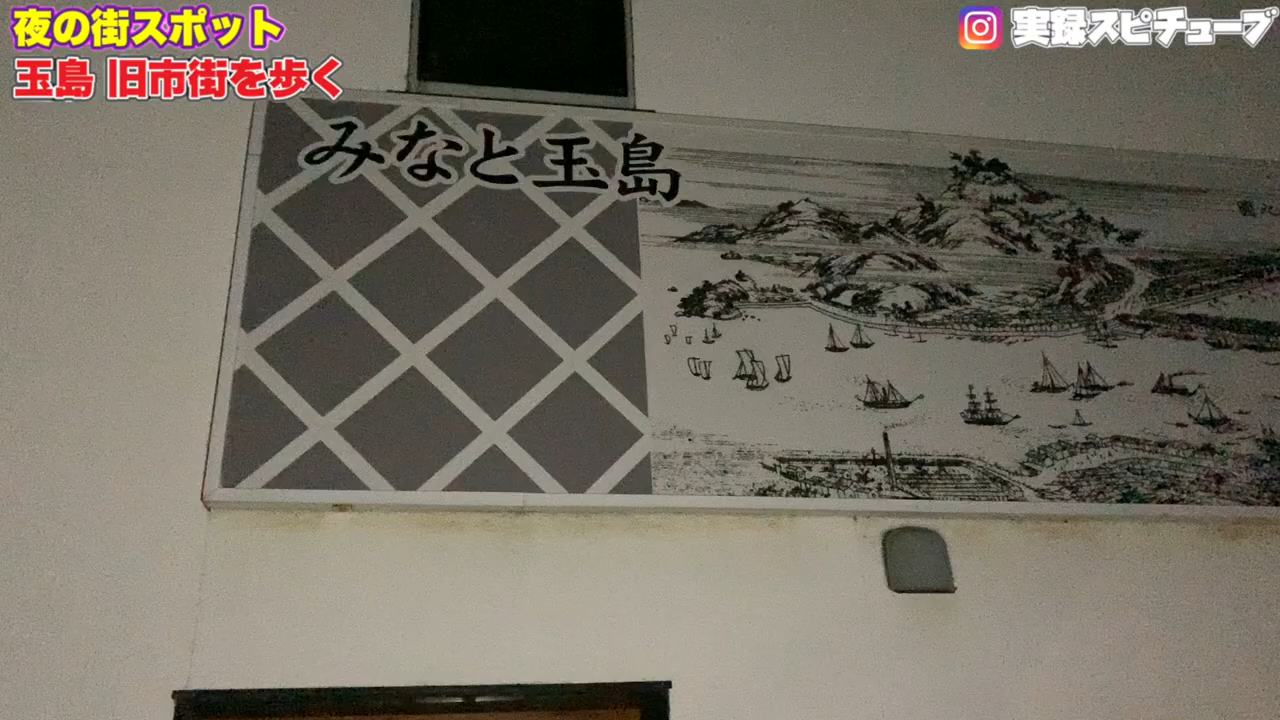 夜の街スポット
玉島 旧市街を歩く
実録スピチューブ
みなと玉島